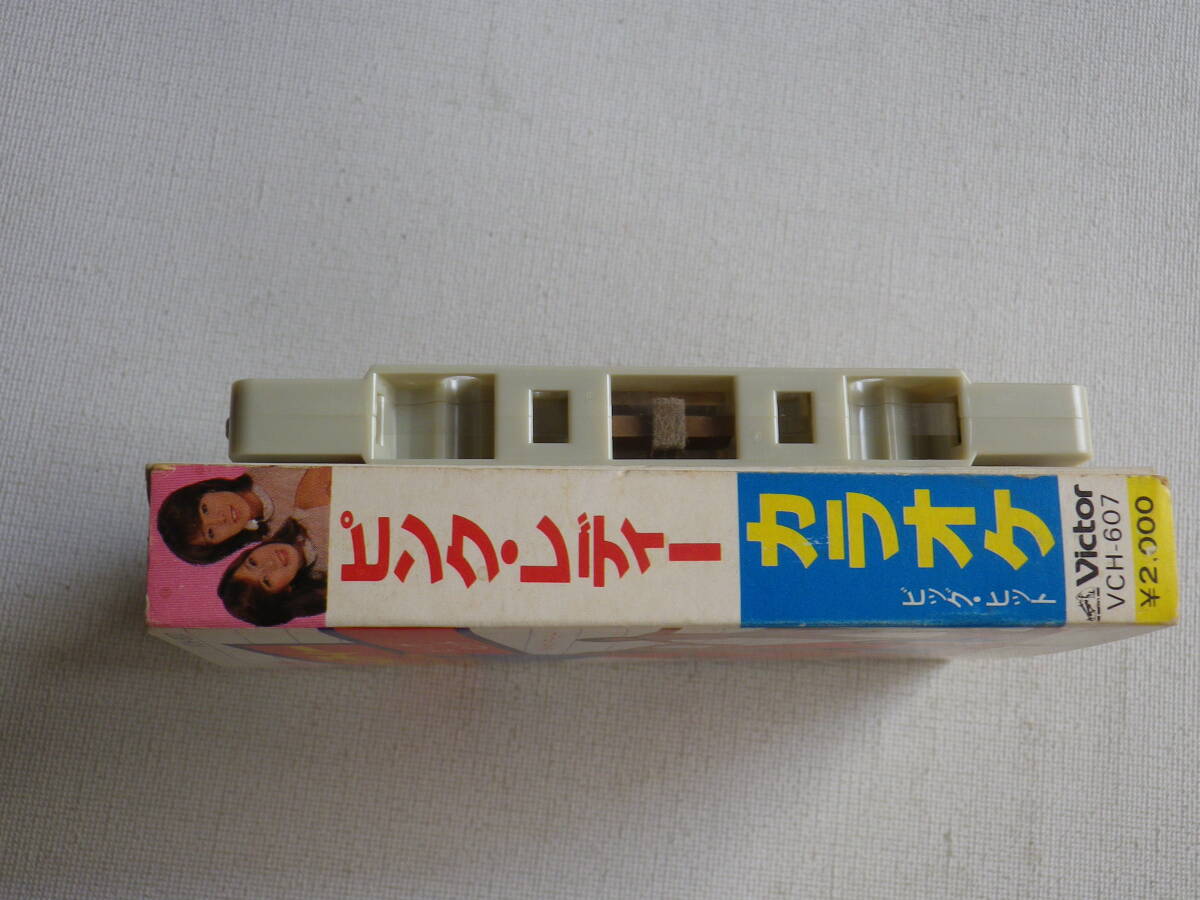 ピンク・レディー
カラオケ
ビッグ・ヒット
Victor
VCH-607
¥2.000